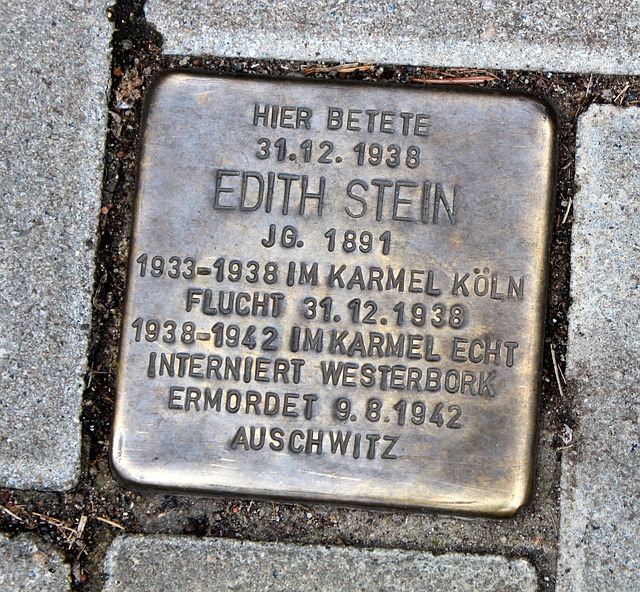 HIER BETETE
31.12. 1938
EDITH STEIN
JG. 1891
1933-1938 IM KARMEL KÖLN
FLUCHT 31.12.1938
1938-1942 IM KARMEL ECHT
INTERNIERT WESTERBORK
ERMORDET 9.8.1942
AUSCHWITZ